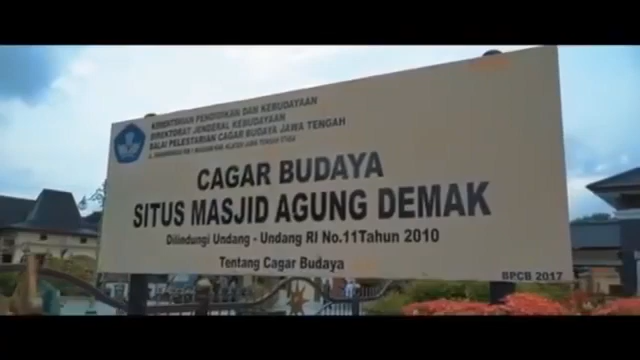 KEMENTERIAN PENDIDIKAN DAN KEBUDAYAAN
DIREKTORAT JENDERAL KEBUDAYAAN
BALAI PELESTARIAN CAGAR BUDAYA JAWA TENGAH
CAGAR BUDAYA
SITUS MASJID AGUNG DEMAK
Dilindungi Undang - Undang RI No.11Tahun 2010
Tentang Cagar Budaya
BPCB 2017